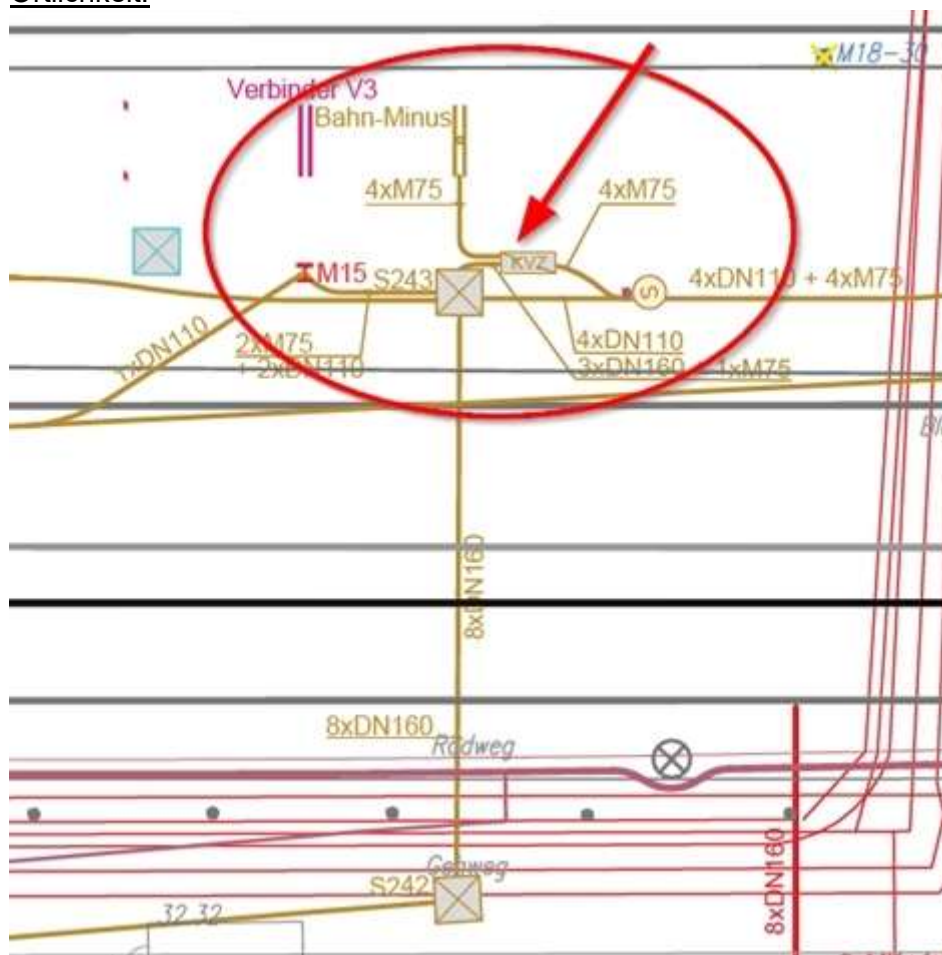 Örtlichkeit:
M18-30
Verbinder V3
Bahn-Minus
4xM75
4xM75
KVZ
M15
S243
S
4xDN110 + 4xM75
1xDN110
2xM75
+ 2xDN110
4xDN110
3xDN160 + 1xM75
8xDN160
8xDN160
Radweg
Gehweg
S242
8xDN160
32 32